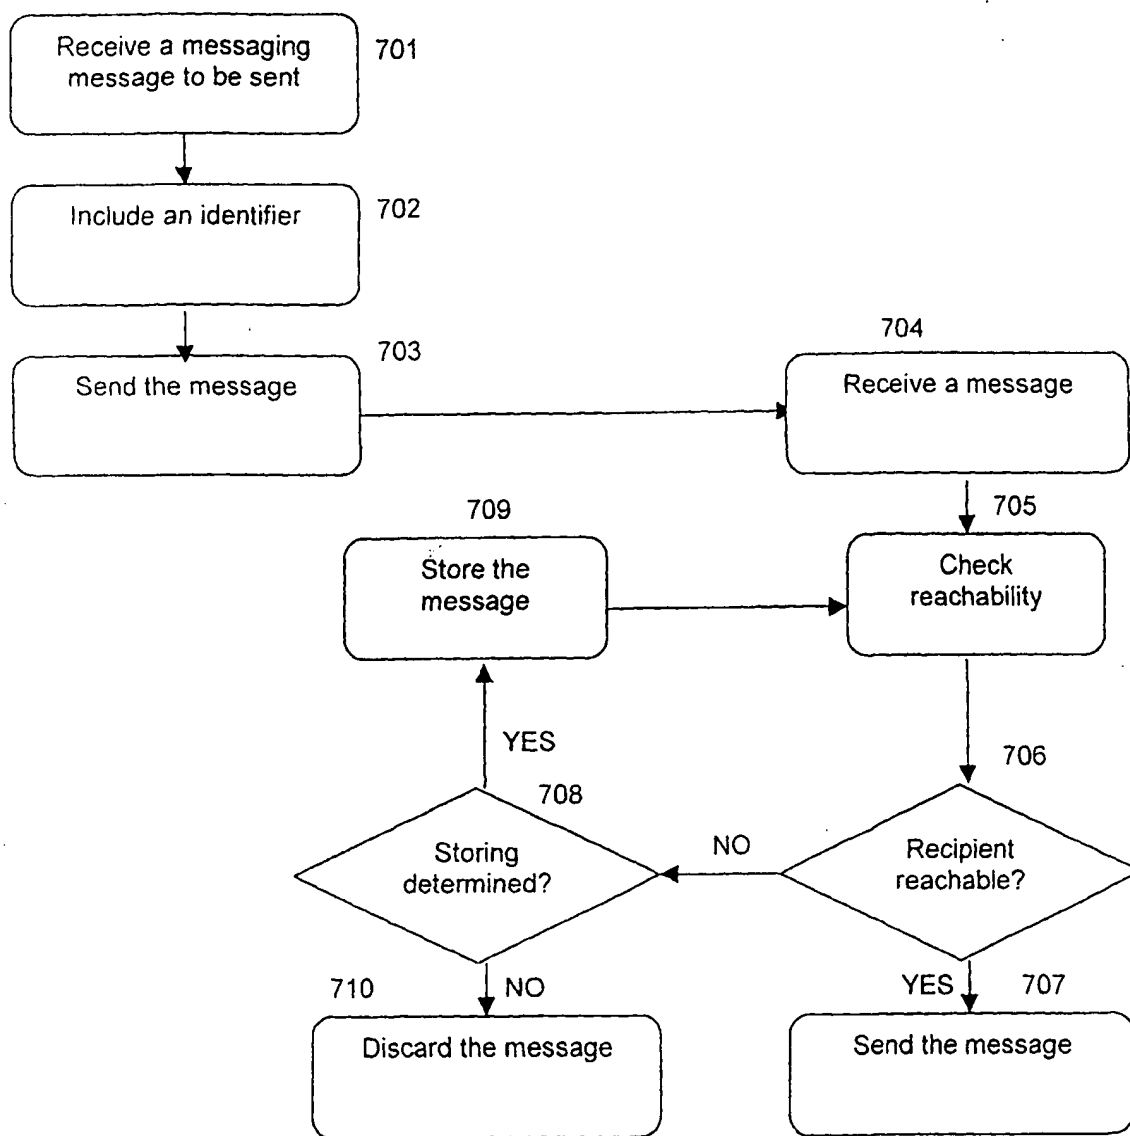 Receive a messaging
message to be sent
701
Include an identifier
702
Send the message
703
704
Receive a message
705
Check
reachability
709
Store the
message
YES
706
708
Storing
determined?
NO
Recipient
reachable?
710
NO
Discard the message
YES
707
Send the message